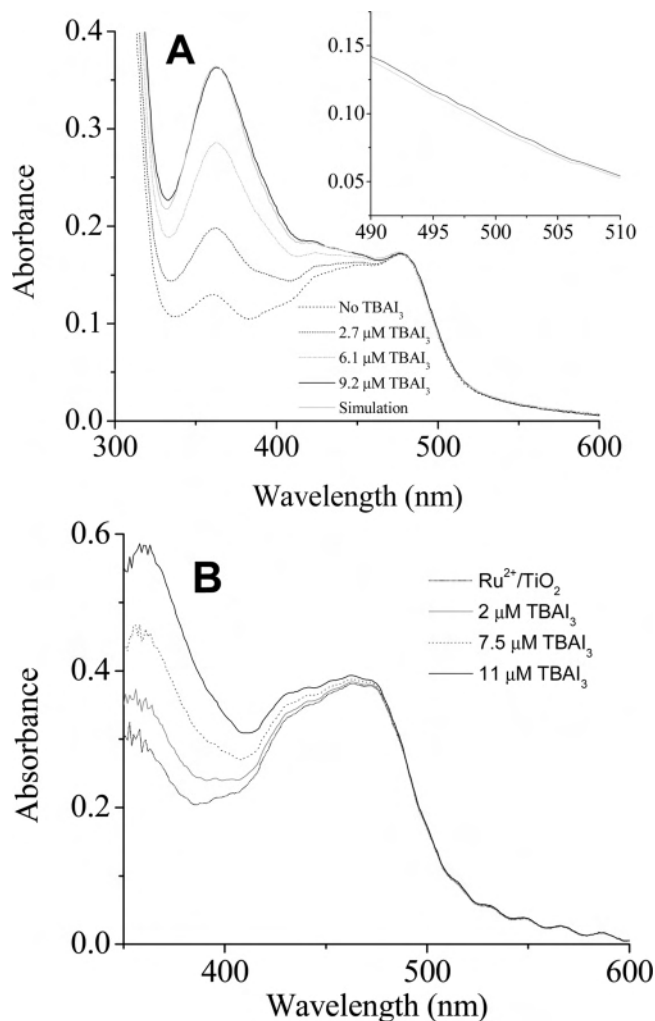 A
0.4
0.3
0.2
0.1
0.0
Aborbance
300
400
500
600
Wavelength (nm)
No TBAI₃
2.7 μM TBAI₃
6.1 μM TBAI₃
9.2 μM TBAI₃
Simulation
0.15
0.10
0.05
490
495
500
505
510
B
0.6
0.4
0.2
0.0
Absorbance
400
500
600
Wavelength (nm)
Ru²⁺/TiO₂
2 μM TBAI₃
7.5 μM TBAI₃
11 μM TBAI₃